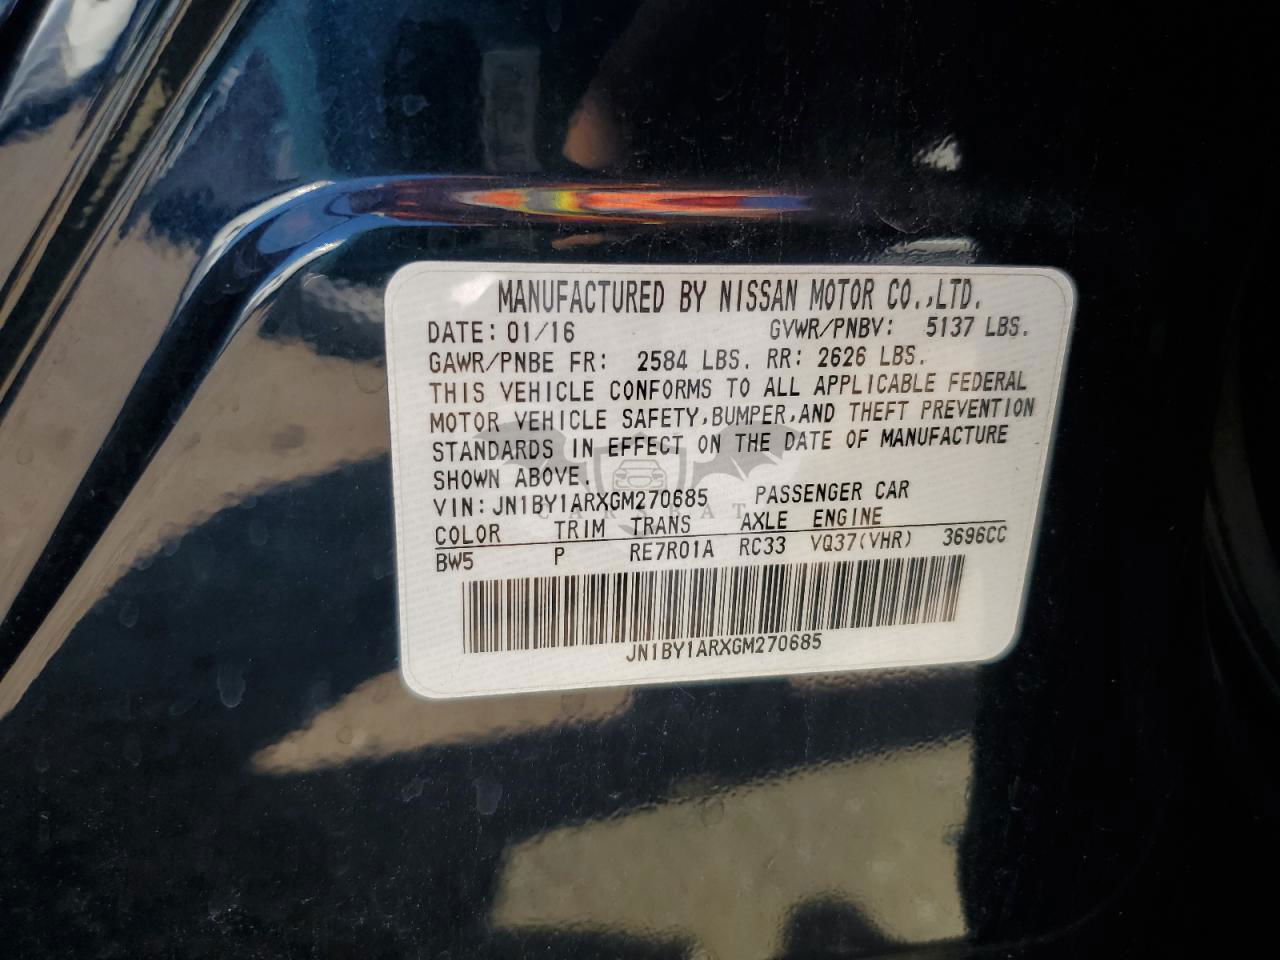 MANUFACTURED BY NISSAN MOTOR CO.,LTD.
DATE: 01/16 GVWR/PNBV: 5137 LBS.
GAWR/PNBE FR: 2584 LBS. RR: 2626 LBS.
THIS VEHICLE CONFORMS TO ALL APPLICABLE FEDERAL
MOTOR VEHICLE SAFETY,BUMPER,AND THEFT PREVENTION
STANDARDS IN EFFECT ON THE DATE OF MANUFACTURE
SHOWN ABOVE.
VIN:JN1BY1ARXGM270685 PASSENGER CAR
COLOR TRIM TRANS AXLE ENGINE
BW5 P RE7R01A RC33 VQ37(VHR) 3696CC
JN1BY1ARXGM270685